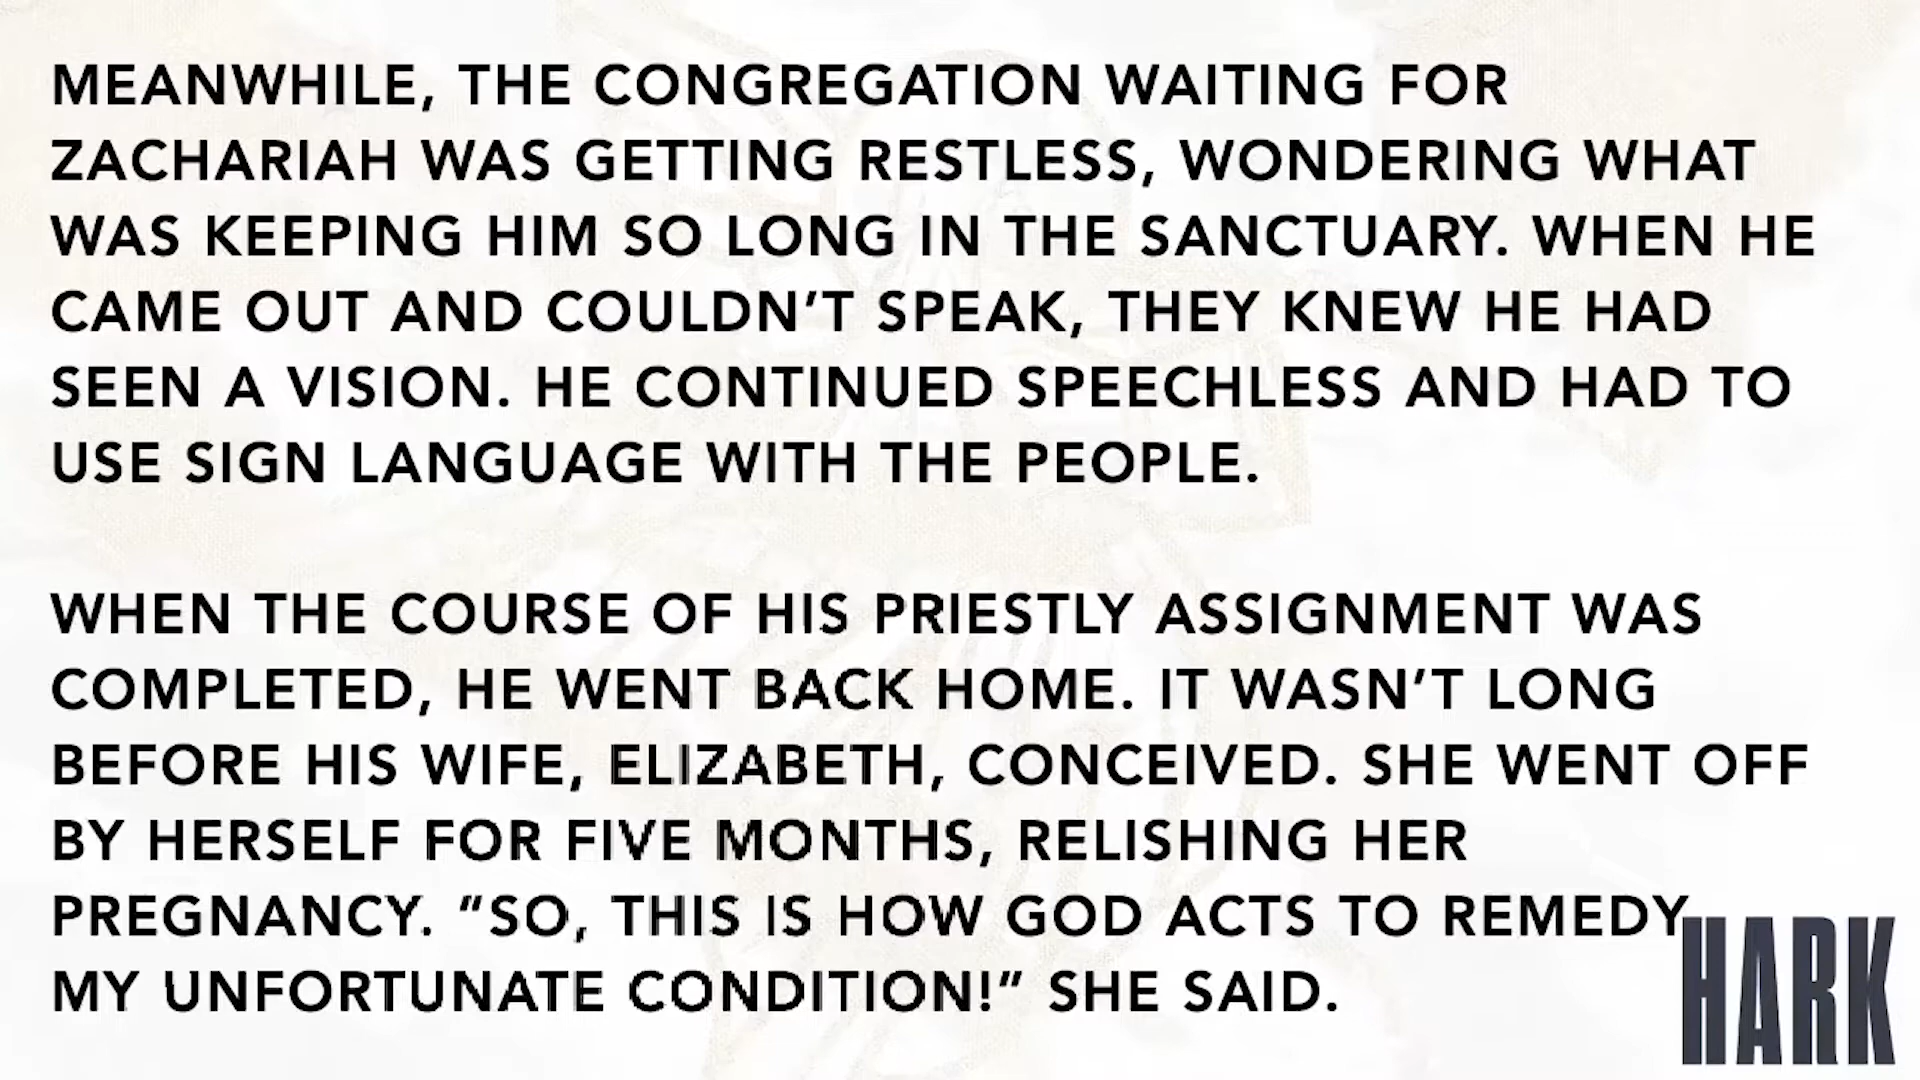 MEANWHILE, THE CONGREGATION WAITING FOR
ZACHARIAH WAS GETTING RESTLESS, WONDERING WHAT
WAS KEEPING HIM SO LONG IN THE SANCTUARY. WHEN HE
CAME OUT AND COULDN’T SPEAK, THEY KNEW HE HAD
SEEN A VISION. HE CONTINUED SPEECHLESS AND HAD TO
USE SIGN LANGUAGE WITH THE PEOPLE.
WHEN THE COURSE OF HIS PRIESTLY ASSIGNMENT WAS
COMPLETED, HE WENT BACK HOME. IT WASN’T LONG
BEFORE HIS WIFE, ELIZABETH, CONCEIVED. SHE WENT OFF
BY HERSELF FOR FIVE MONTHS, RELISHING HER
PREGNANCY. “SO, THIS IS HOW GOD ACTS TO REMEDY
MY UNFORTUNATE CONDITION!” SHE SAID.
HARK